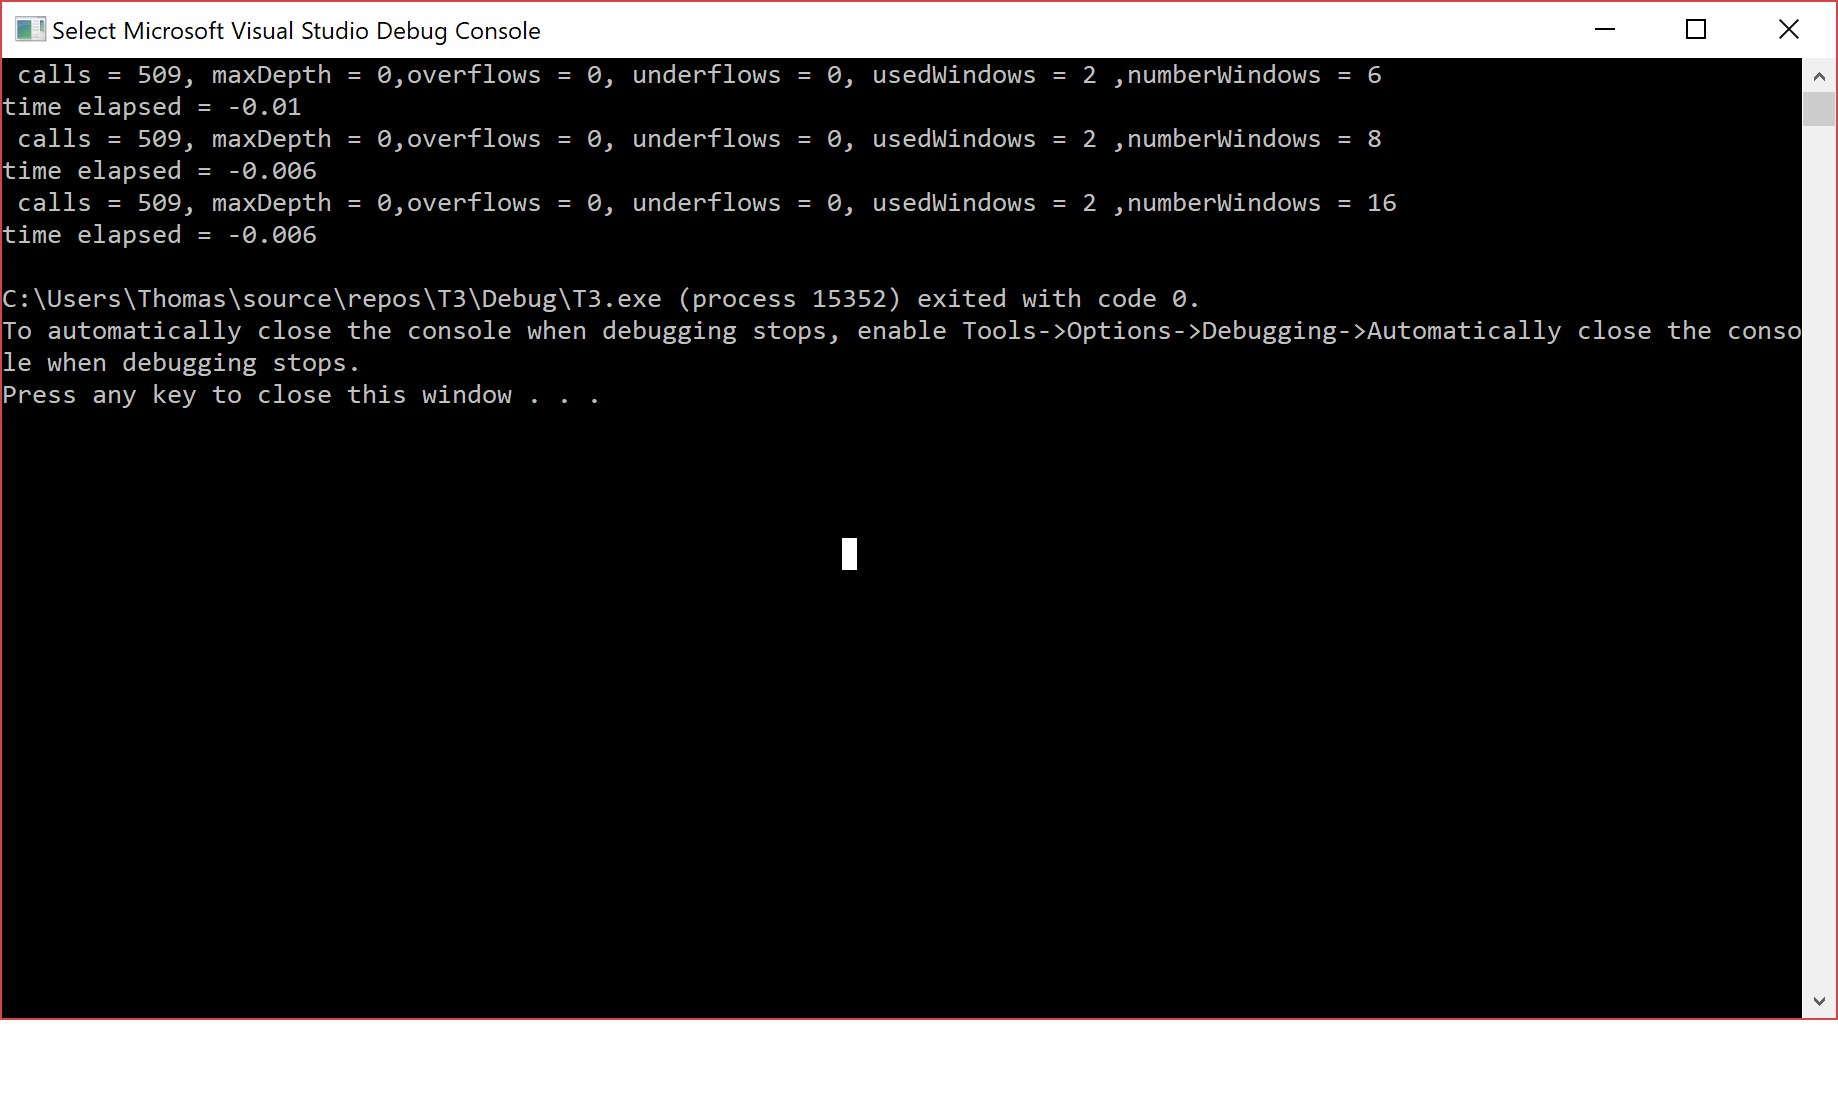 Select Microsoft Visual Studio Debug Console
calls = 509, maxDepth = 0,overflows = 0, underflows = 0, usedWindows = 2 ,numberWindows = 6
time elapsed = -0.01
calls = 509, maxDepth = 0,overflows = 0, underflows = 0, usedWindows = 2 ,numberWindows = 8
time elapsed = -0.006
calls = 509, maxDepth = 0,overflows = 0, underflows = 0, usedWindows = 2 ,numberWindows = 16
time elapsed = -0.006
C:\Users\Thomas\source\repos\T3\Debug\T3.exe (process 15352) exited with code 0.
To automatically close the console when debugging stops, enable Tools->Options->Debugging->Automatically close the conso
le when debugging stops.
Press any key to close this window . . .